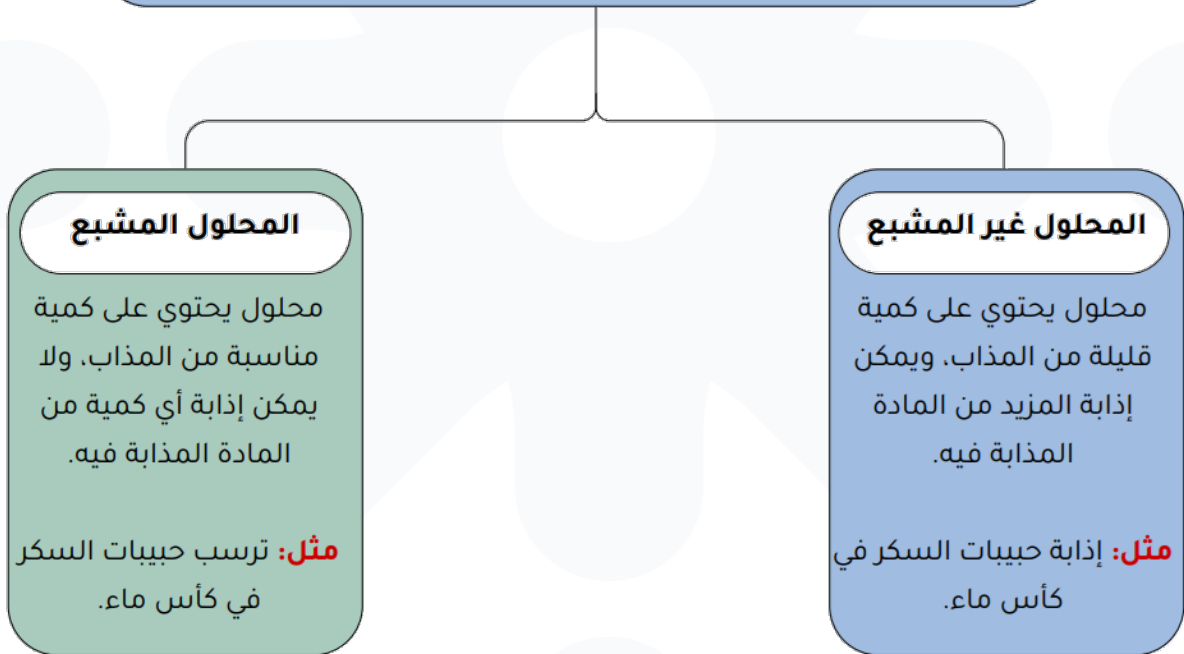 المحلول غير المشبع
محلول يحتوي على كمية
قليلة من المذاب، ويمكن
إذابة المزيد من المادة
المذابة فيه.
مثل: إذابة حبيبات السكر في
كأس ماء.
المحلول المشبع
محلول يحتوي على كمية
مناسبة من المذاب، ولا
يمكن إذابة أي كمية من
المادة المذابة فيه.
مثل: ترسب حبيبات السكر
في كأس ماء.